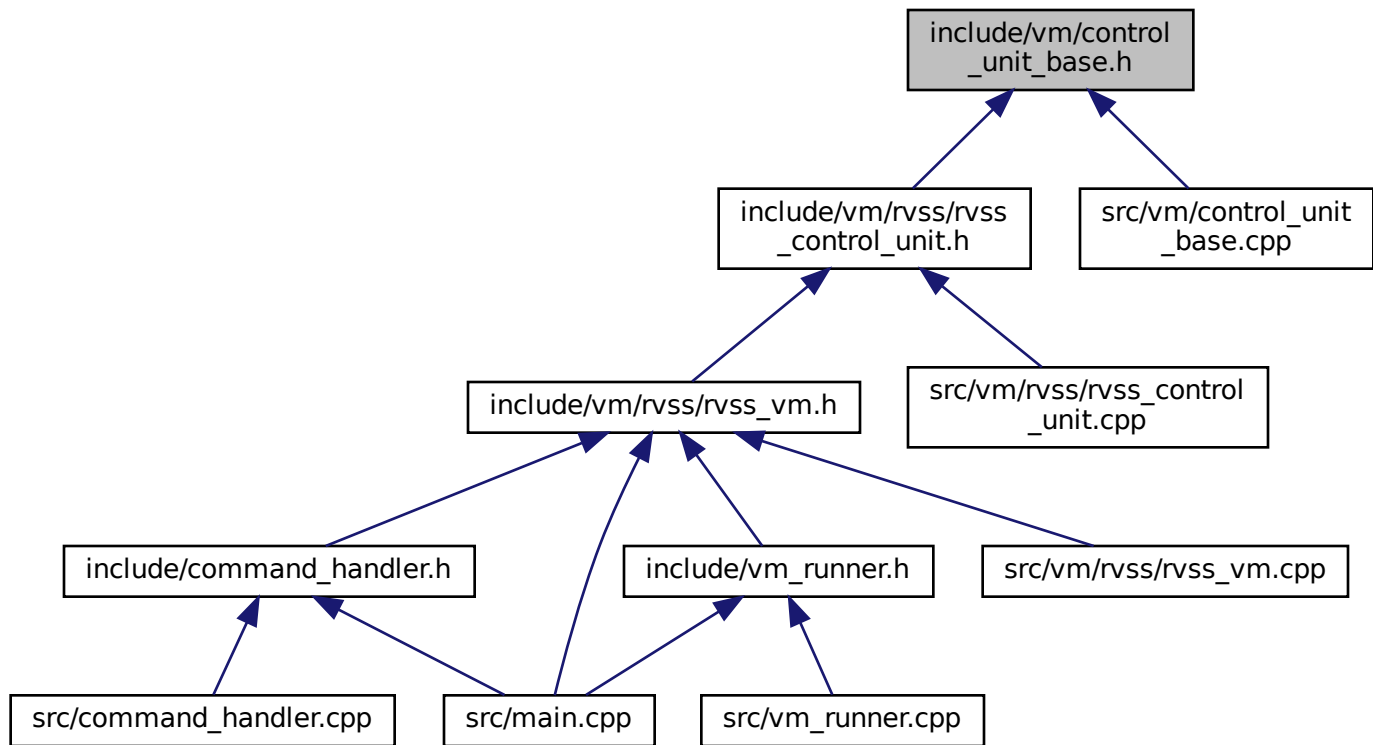 include/vm/control
_unit_base.h
include/vm/rvss/rvss
_control_unit.h
src/vm/control_unit
_base.cpp
include/vm/rvss/rvss_vm.h
src/vm/rvss/rvss_control
_unit.cpp
include/command_handler.h
include/vm_runner.h
src/vm/rvss/rvss_vm.cpp
src/command_handler.cpp
src/main.cpp
src/vm_runner.cpp